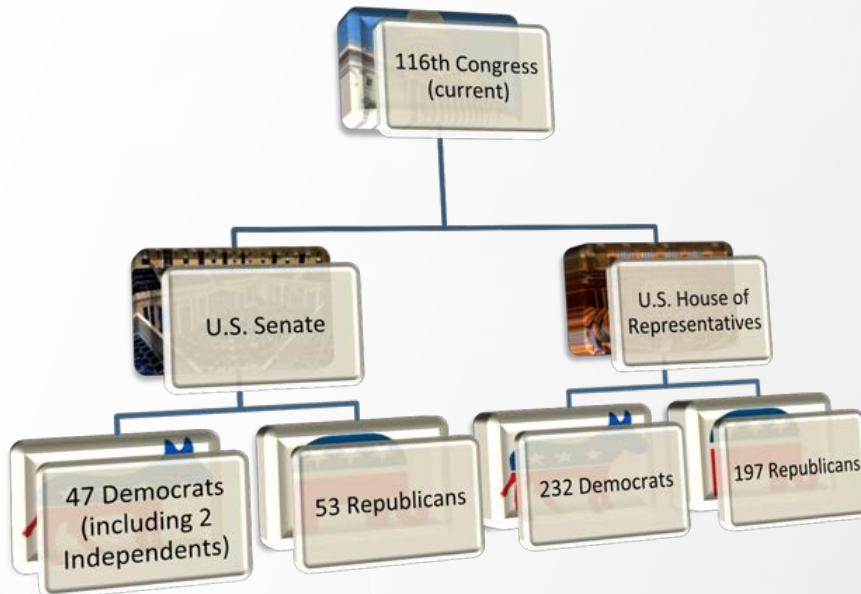 116th Congress
(current)
U.S. Senate
U.S. House of
Representatives
47 Democrats
(including 2
Independents)
53 Republicans
232 Democrats
197 Republicans